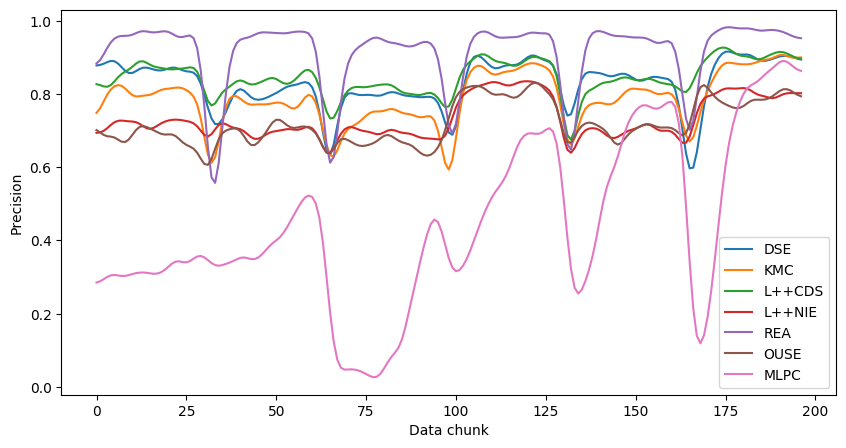 1.0
0.8
0.6
0.4
0.2
0.0
Precision
0
25
50
75
100
125
150
175
200
Data chunk
DSE
KMC
L++CDS
L++NIE
REA
OUSE
MLPC